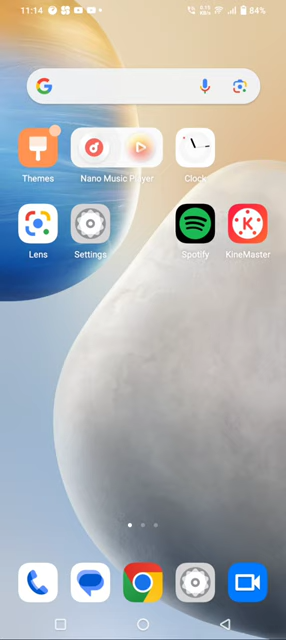 11:14
84%
Themes
Nano Music Player
Clock
Lens
Settings
Spotify
KineMaster